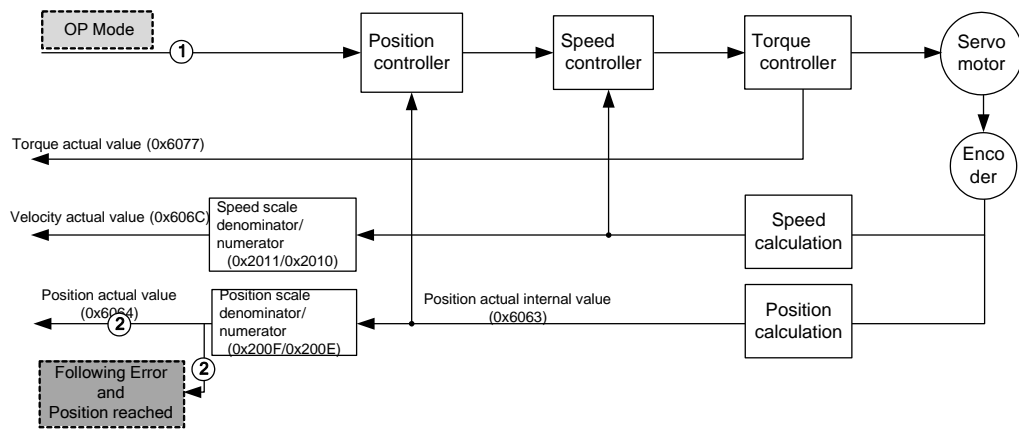 OP Mode
1
Position
controller
Speed
controller
Torque
controller
Servo
motor
Torque actual value (0x6077)
Enco
der
Velocity actual value (0x606C)
Speed scale
denominator/
numerator
(0x2011/0x2010)
Speed
calculation
Position actual value
(0x6064)
2
Position scale
denominator/
numerator
(0x200F/0x200E)
Position actual internal value
(0x6063)
Position
calculation
2
Following Error
and
Position reached